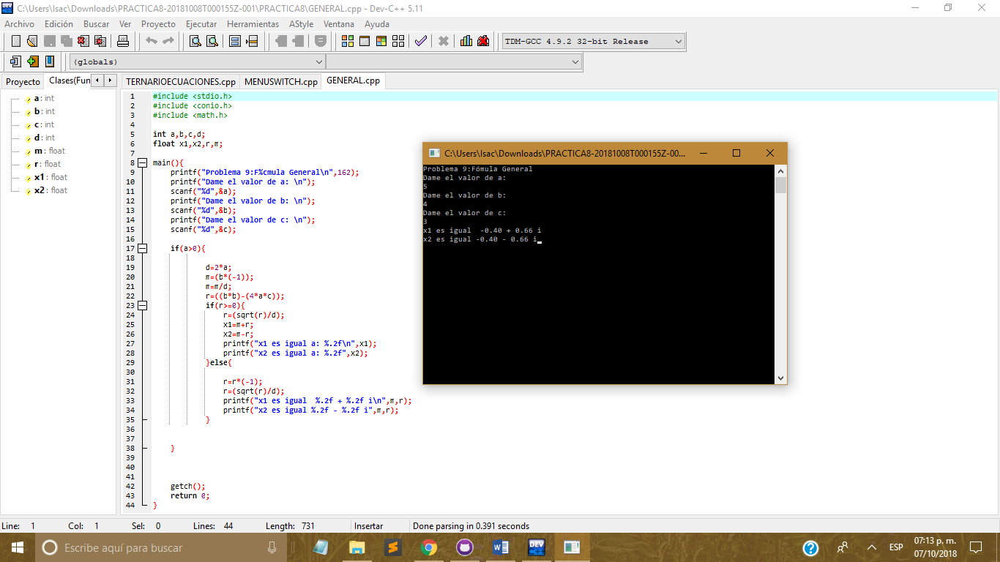 C:\Users\Isac\Downloads\PRACTICA8-20181008T000155Z-001\PRACTICA8\GENERAL.cpp - Dev-C++ 5.11
Archivo Edición Buscar Ver Proyecto Ejecutar Herramientas AStyle Ventana Ayuda
TDM-GCC 4.9.2 32-bit Release
(globals)
Proyecto Clases(Fun TERNARIOECUACIONES.cpp MENUSWITCH.cpp GENERAL.cpp
a : int
b : int
c : int
d : int
m : float
r : float
x1 : float
x2 : float
1 #include <stdio.h>
2 #include <conio.h>
3 #include <math.h>
4
5 int a,b,c,d;
6 float x1,x2,r,m;
7
8 main(){
9 printf("Problema 9:F%cmula General\n",162);
10 printf("Dame el valor de a: \n");
11 scanf("%d",&a);
12 printf("Dame el valor de b: \n");
13 scanf("%d",&b);
14 printf("Dame el valor de c: \n");
15 scanf("%d",&c);
16
17 if(a>0){
18
19 d=2*a;
20 m=(b*(-1));
21 m=m/d;
22 r=((b*b)-(4*a*c));
23 if(r>=0){
24 r=(sqrt(r)/d);
25 x1=m+r;
26 x2=m-r;
27 printf("x1 es igual a: %.2f\n",x1);
28 printf("x2 es igual a: %.2f",x2);
29 }else{
30
31 r=r*(-1);
32 r=(sqrt(r)/d);
33 printf("x1 es igual  %.2f + %.2f i\n",m,r);
34 printf("x2 es igual %.2f - %.2f i",m,r);
35 }
36
37
38 }
39
40
41
42 getch();
43 return 0;
44 }
C:\Users\Isac\Downloads\PRACTICA8-20181008T000155Z-00...
Problema 9:Fómula General
Dame el valor de a:
5
Dame el valor de b:
4
Dame el valor de c:
3
x1 es igual  -0.40 + 0.66 i
x2 es igual -0.40 - 0.66 i
Line: 1 Col: 1 Sel: 0 Lines: 44 Length: 731 Insertar Done parsing in 0.391 seconds
Escribe aquí para buscar
DEV
ESP
07:13 p. m.
07/10/2018